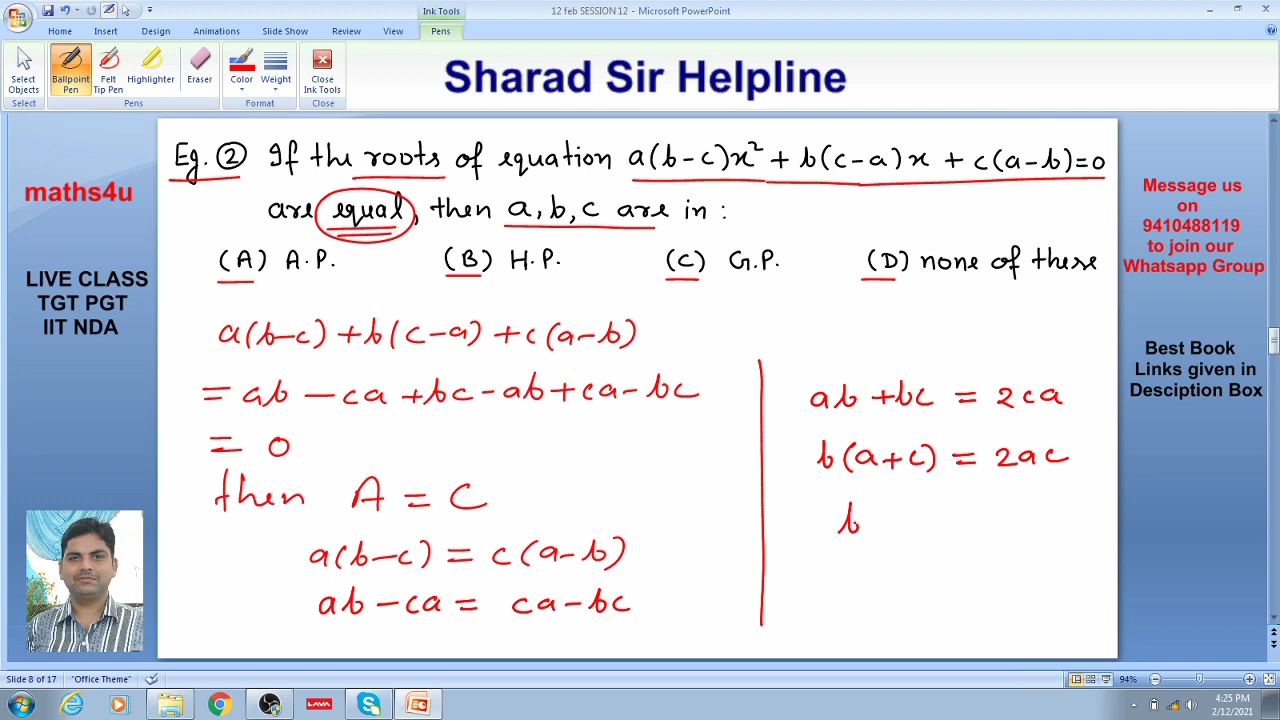 Ink Tools
12 feb SESSION 12 - Microsoft PowerPoint
Home Insert Design Animations Slide Show Review View Pens
Select Objects
Ballpoint Pen
Felt Tip Pen
Highlighter
Eraser
Color
Weight
Close Ink Tools
Select Pens Format Close
Sharad Sir Helpline
maths4u
LIVE CLASS
TGT PGT
IIT NDA
Eg. ② If the roots of equation a(b-c)x² + b(c-a)x + c(a-b)=0
are equal, then a, b, c are in :
(A) A.P. (B) H.P. (C) G.P. (D) none of these
a(b-c)+b(c-a)+c(a-b)
= ab - ca + bc - ab + ca - bc
= 0
then A = C
a(b-c) = c(a-b)
ab - ca = ca - bc
ab + bc = 2ca
b(a+c) = 2ac
b
Message us
on
9410488119
to join our
Whatsapp Group
Best Book
Links given in
Desciption Box
Slide 8 of 17 "Office Theme" 94%
LAVA
4:25 PM
2/12/2021